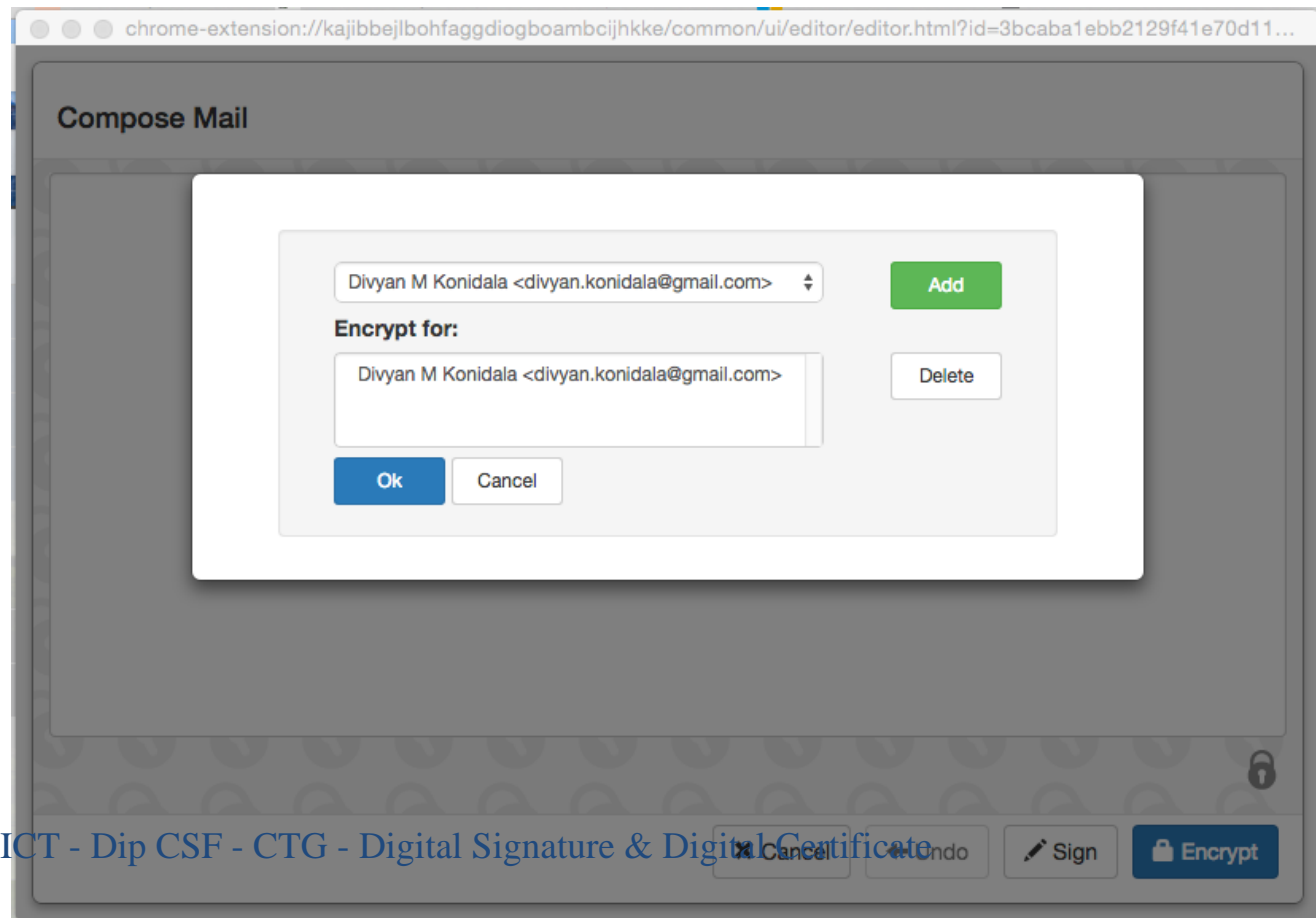 chrome-extension://kajibbejlbohfaggdiogboambcijhkke/common/ui/editor/editor.html?id=3bcaba1ebb2129f41e70d11...
Compose Mail
Divyan M Konidala <divyan.konidala@gmail.com>
Add
Encrypt for:
Divyan M Konidala <divyan.konidala@gmail.com>
Delete
Ok
Cancel
ICT - Dip CSF - CTG - Digital Signature & Digital Certificate
Cancel
Undo
Sign
Encrypt